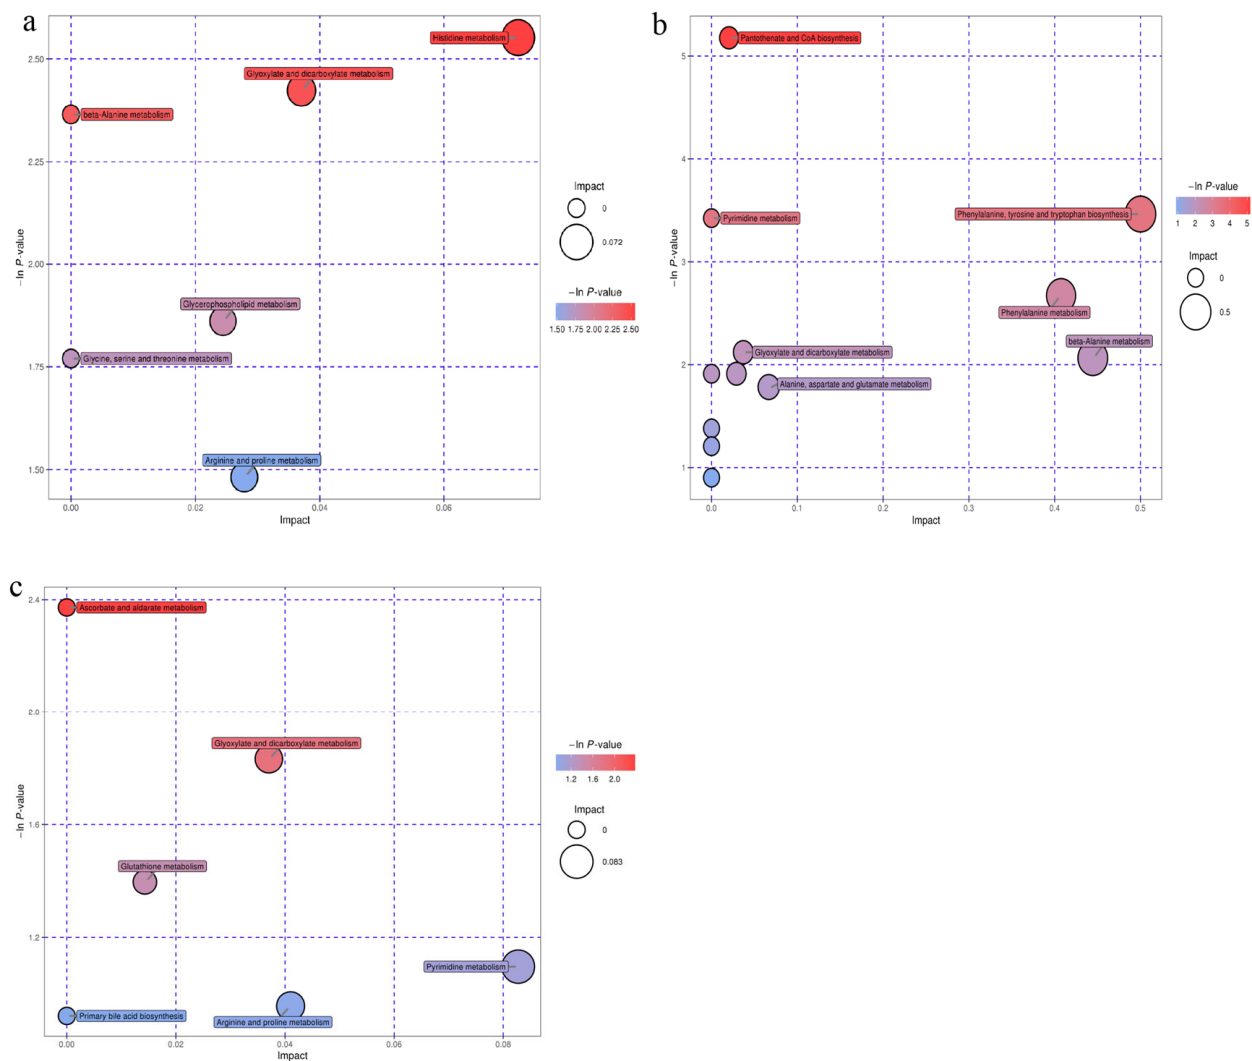 a
Histidine metabolism
Glyoxylate and dicarboxylate metabolism
beta-Alanine metabolism
Glycerophospholipid metabolism
Glycine, serine and threonine metabolism
Arginine and proline metabolism
2.50
2.25
2.00
1.75
1.50
−ln P-value
0.00 0.02 0.04 0.06
Impact
Impact
0
0.072
−ln P-value
1.50 1.75 2.00 2.25 2.50
b
Pantothenate and CoA biosynthesis
Pyrimidine metabolism
Phenylalanine, tyrosine and tryptophan biosynthesis
Phenylalanine metabolism
beta-Alanine metabolism
Glyoxylate and dicarboxylate metabolism
Alanine, aspartate and glutamate metabolism
5
4
3
2
1
−ln P-value
0.0 0.1 0.2 0.3 0.4 0.5
Impact
−ln P-value
1 2 3 4 5
Impact
0
0.5
c
Ascorbate and aldarate metabolism
Glyoxylate and dicarboxylate metabolism
Glutathione metabolism
Pyrimidine metabolism
Primary bile acid biosynthesis
Arginine and proline metabolism
2.4
2.0
1.6
1.2
−ln P-value
0.00 0.02 0.04 0.06 0.08
Impact
−ln P-value
1.2 1.6 2.0
Impact
0
0.083